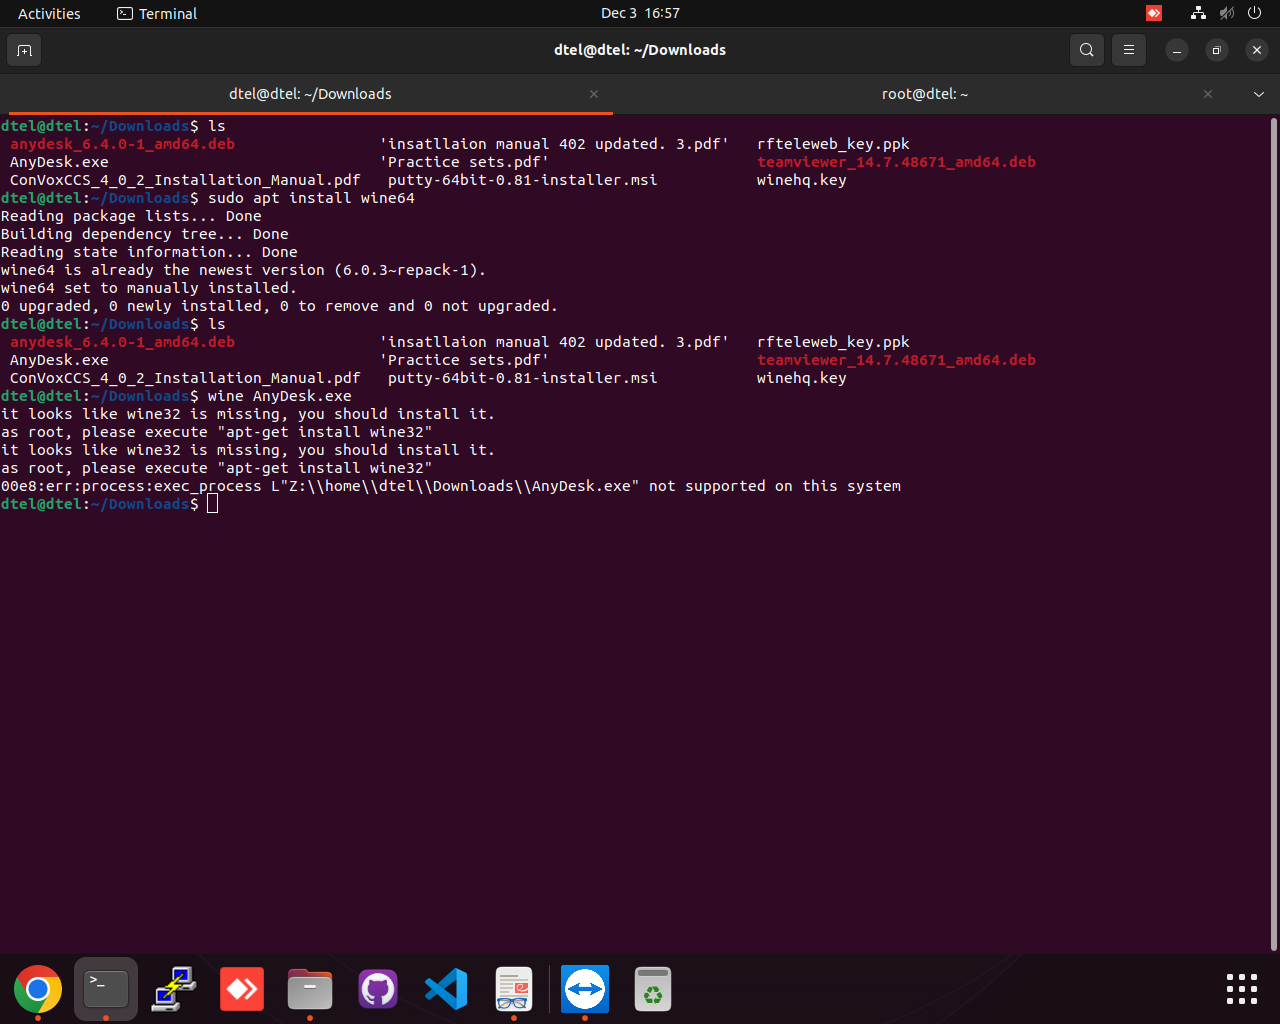 Activities Terminal Dec 3 16:57
dtel@dtel: ~/Downloads
dtel@dtel: ~/Downloads root@dtel: ~
dtel@dtel:~/Downloads$ ls
anydesk_6.4.0-1_amd64.deb 'insatllaion manual 402 updated. 3.pdf' rfteleweb_key.ppk
AnyDesk.exe 'Practice sets.pdf' teamviewer_14.7.48671_amd64.deb
ConVoxCCS_4_0_2_Installation_Manual.pdf putty-64bit-0.81-installer.msi winehq.key
dtel@dtel:~/Downloads$ sudo apt install wine64
Reading package lists... Done
Building dependency tree... Done
Reading state information... Done
wine64 is already the newest version (6.0.3~repack-1).
wine64 set to manually installed.
0 upgraded, 0 newly installed, 0 to remove and 0 not upgraded.
dtel@dtel:~/Downloads$ ls
anydesk_6.4.0-1_amd64.deb 'insatllaion manual 402 updated. 3.pdf' rfteleweb_key.ppk
AnyDesk.exe 'Practice sets.pdf' teamviewer_14.7.48671_amd64.deb
ConVoxCCS_4_0_2_Installation_Manual.pdf putty-64bit-0.81-installer.msi winehq.key
dtel@dtel:~/Downloads$ wine AnyDesk.exe
it looks like wine32 is missing, you should install it.
as root, please execute "apt-get install wine32"
it looks like wine32 is missing, you should install it.
as root, please execute "apt-get install wine32"
00e8:err:process:exec_process L"Z:\\home\\dtel\\Downloads\\AnyDesk.exe" not supported on this system
dtel@dtel:~/Downloads$